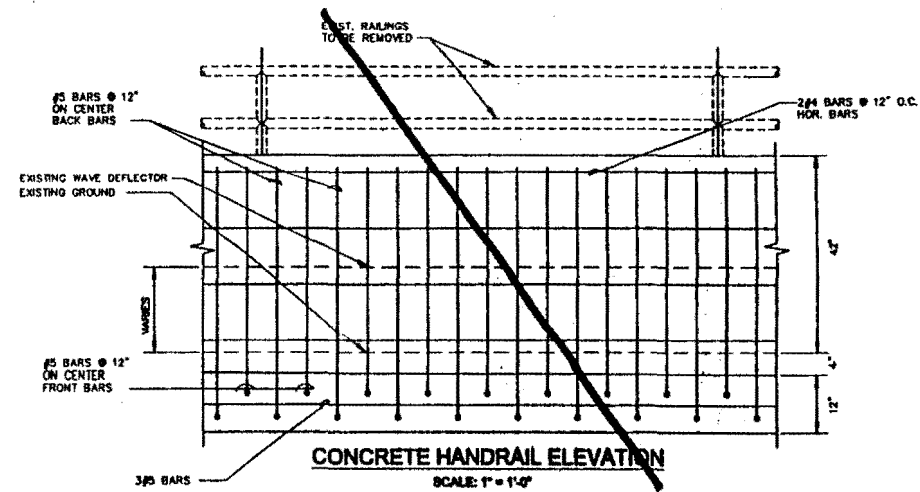 EXIST. RAILINGS
TO BE REMOVED
#5 BARS @ 12"
ON CENTER
BACK BARS
2#4 BARS @ 12" O.C.
HOR. BARS
EXISTING WAVE DEFLECTOR
EXISTING GROUND
42"
VARIES
4"
#5 BARS @ 12"
ON CENTER
FRONT BARS
12"
3#5 BARS
CONCRETE HANDRAIL ELEVATION
SCALE: 1" = 1'-0"